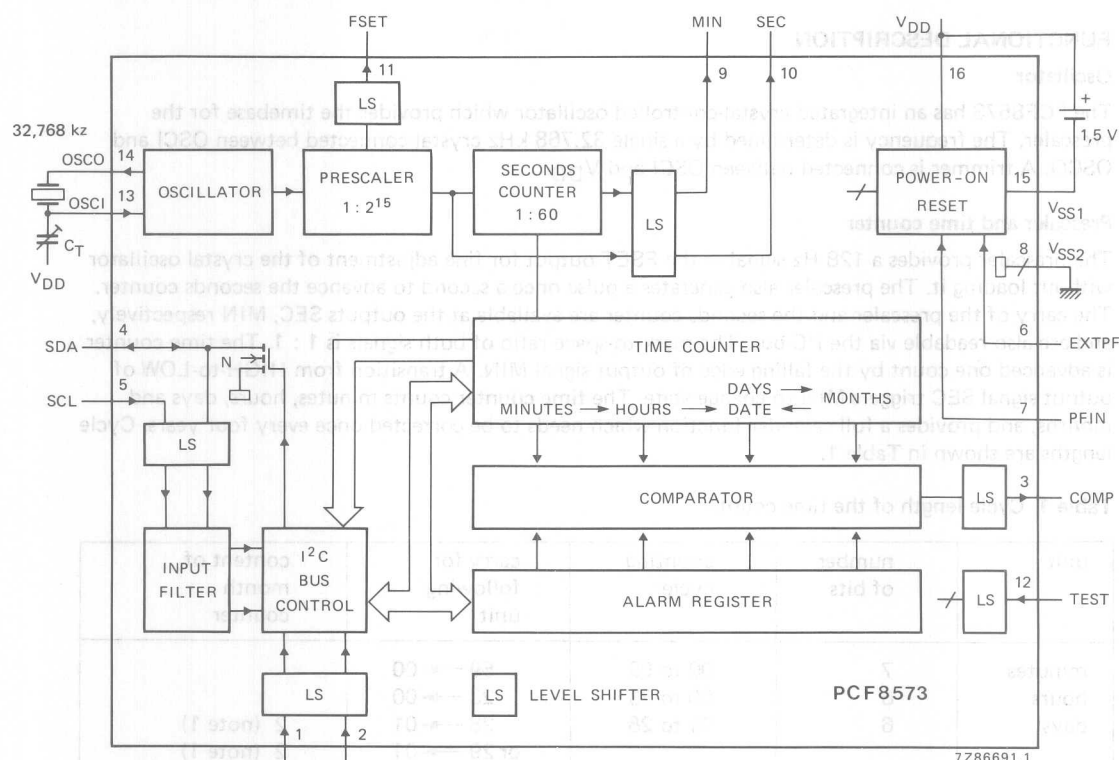 FSET
MIN
SEC
VDD
11
9
10
16
LS
+
1,5 V
32,768 kz
OSCO
14
OSCILLATOR
PRESCALER
1 : 2¹⁵
SECONDS
COUNTER
1 : 60
LS
POWER-ON
RESET
15
OSCI
13
CT
VDD
VSS1
8
VSS2
4
SDA
N
TIME COUNTER
6
EXTPF
5
SCL
DAYS
MINUTES
HOURS
DATE
MONTHS
7
PFIN
LS
COMPARATOR
LS
3
COMP
INPUT
FILTER
I²C
BUS
CONTROL
ALARM REGISTER
LS
12
TEST
LS
LS
LEVEL SHIFTER
PCF8573
1
2
7Z86691.1